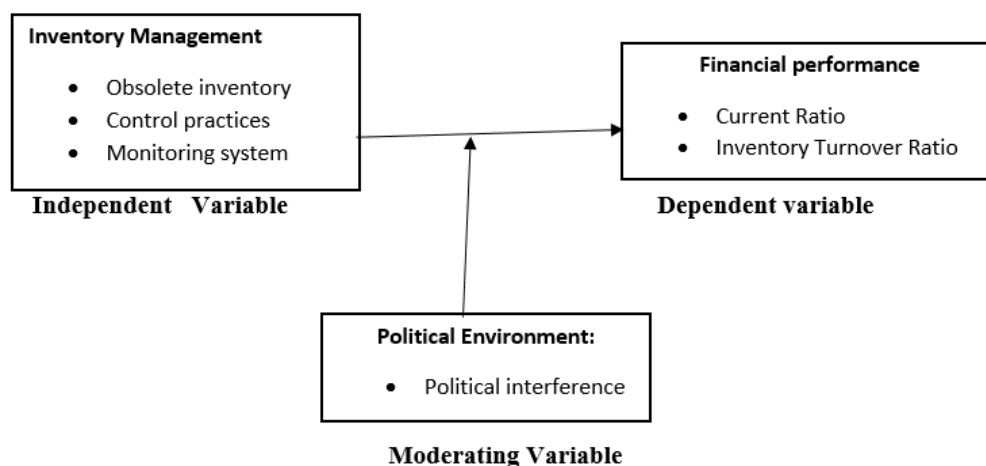 Inventory Management
• Obsolete inventory
• Control practices
• Monitoring system
Independent Variable
Financial performance
• Current Ratio
• Inventory Turnover Ratio
Dependent variable
Political Environment:
• Political interference
Moderating Variable